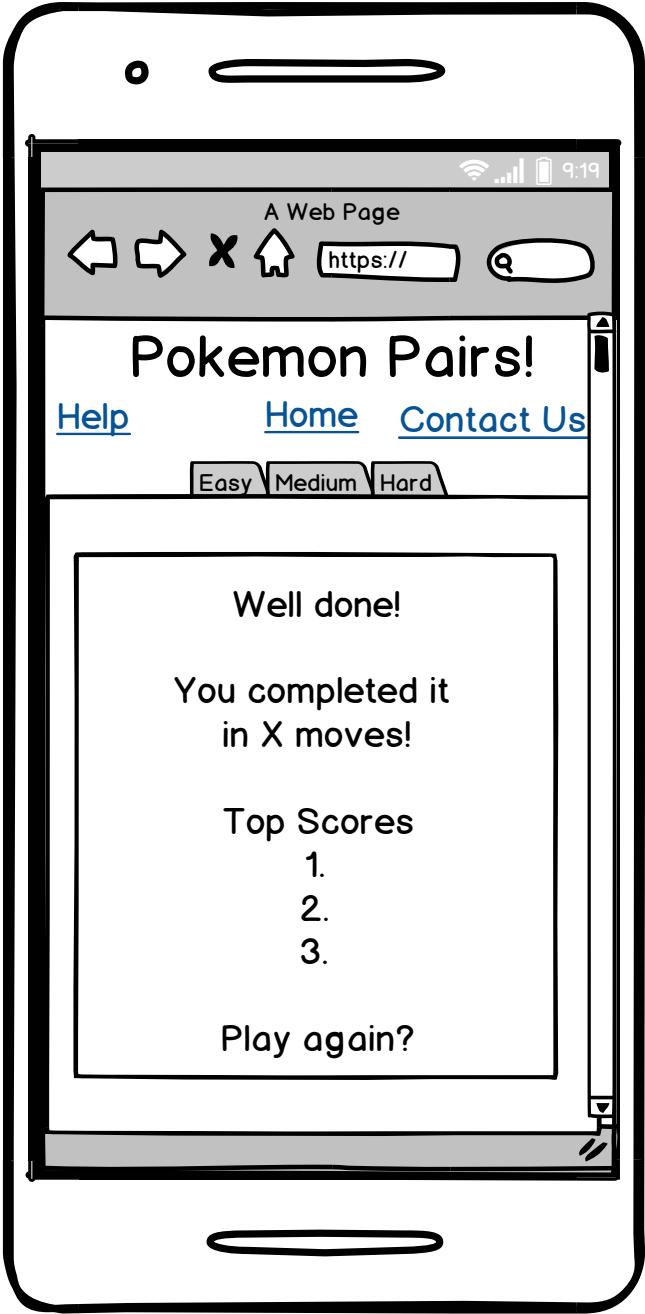 9:19
A Web Page
https://
Pokemon Pairs!
Help Home Contact Us
Easy Medium Hard
Well done!
You completed it
in X moves!
Top Scores
1.
2.
3.
Play again?